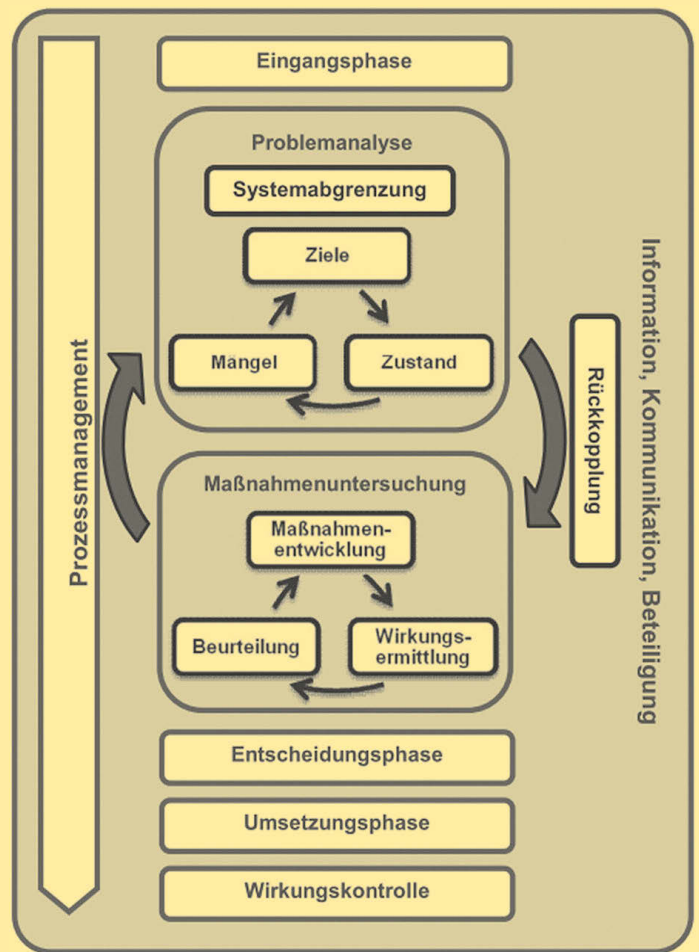 Eingangsphase
Problemanalyse
Systemabgrenzung
Ziele
Mängel
Zustand
Maßnahmenuntersuchung
Maßnahmen-
entwicklung
Beurteilung
Wirkungs-
ermittlung
Entscheidungsphase
Umsetzungsphase
Wirkungskontrolle
Prozessmanagement
Rückkopplung
Information, Kommunikation, Beteiligung